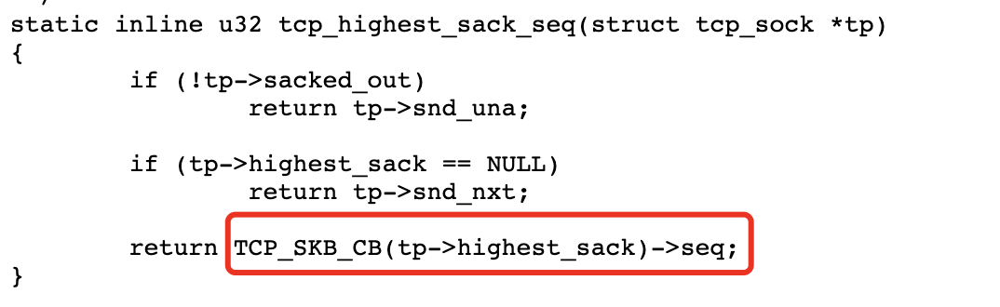 static inline u32 tcp_highest_sack_seq(struct tcp_sock *tp)
{
        if (!tp->sacked_out)
                return tp->snd_una;

        if (tp->highest_sack == NULL)
                return tp->snd_nxt;

        return TCP_SKB_CB(tp->highest_sack)->seq;
}